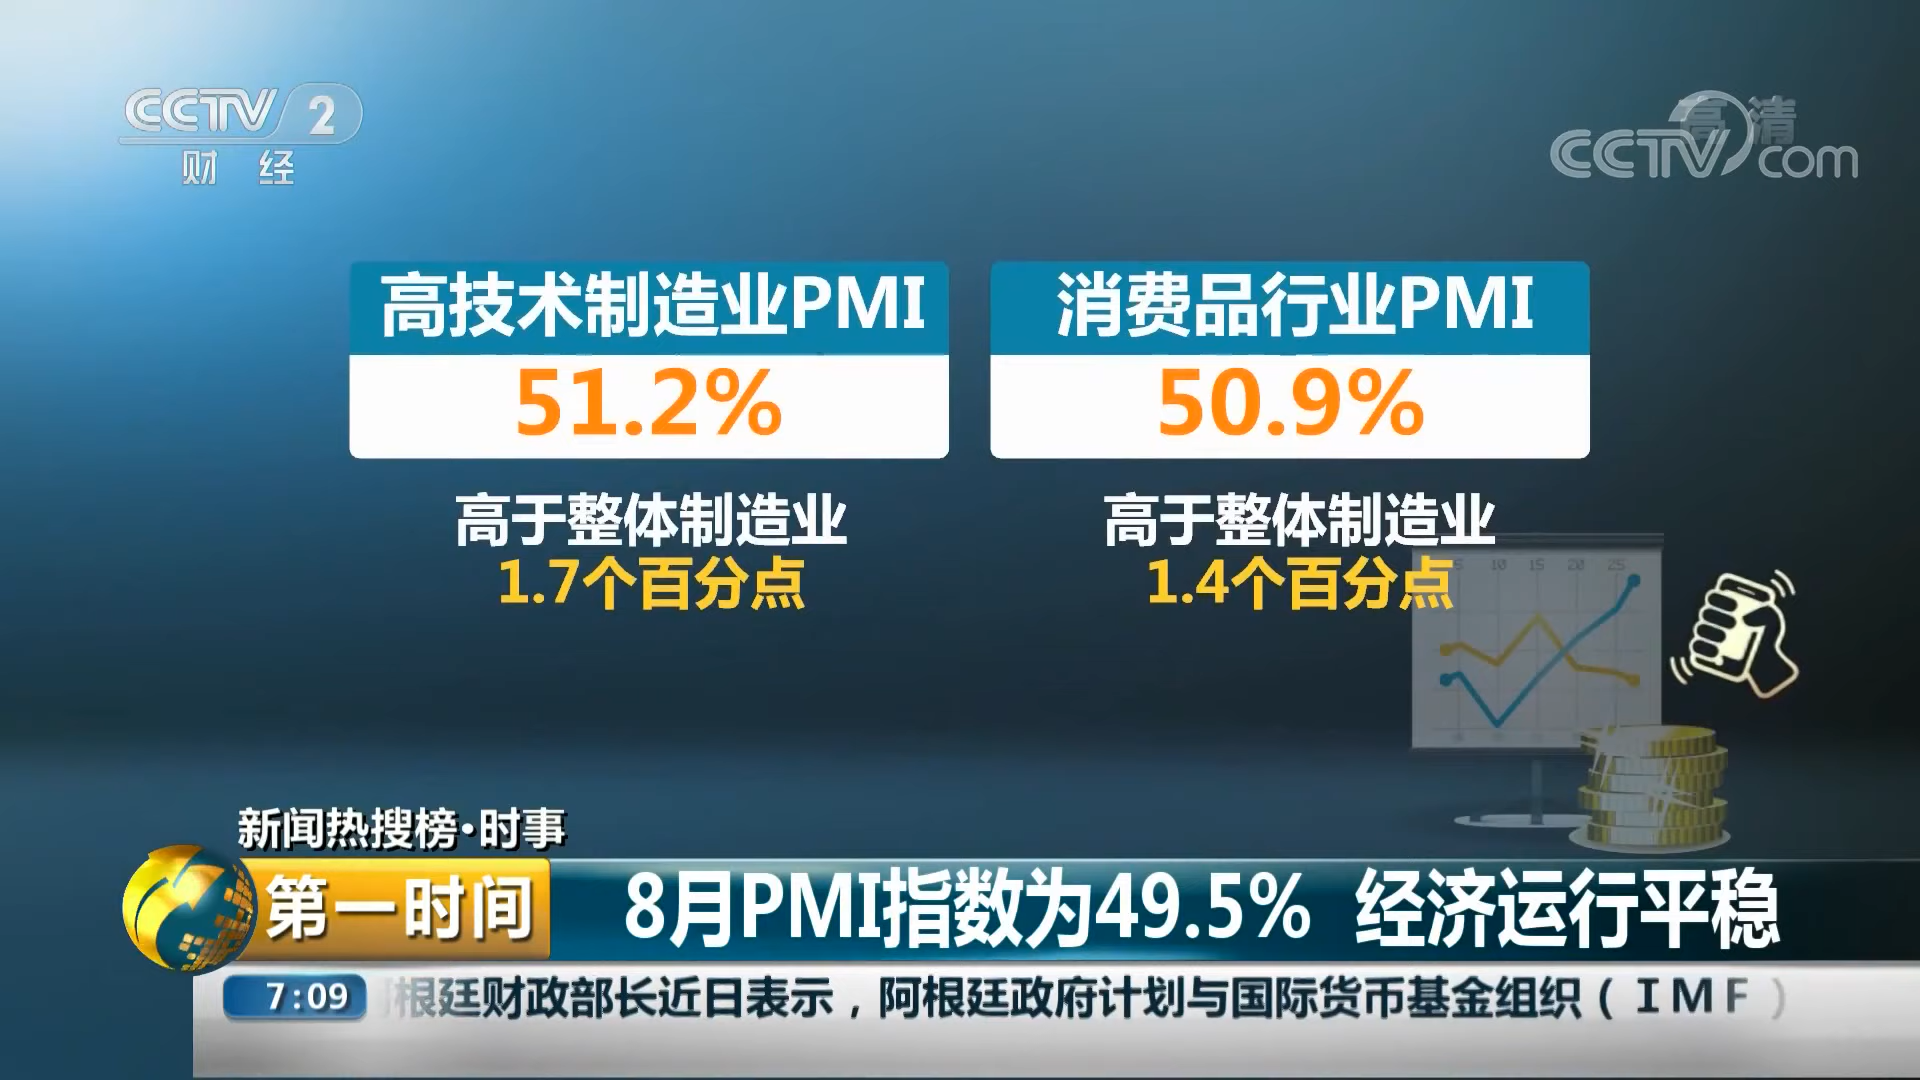 CCTV 2
财 经
高清
CCTV.com
高技术制造业PMI
51.2%
高于整体制造业
1.7个百分点
消费品行业PMI
50.9%
高于整体制造业
1.4个百分点
5 10 15 20 25
新闻热搜榜·时事
第一时间
8月PMI指数为49.5% 经济运行平稳
7:09
根廷财政部长近日表示，阿根廷政府计划与国际货币基金组织（IMF）